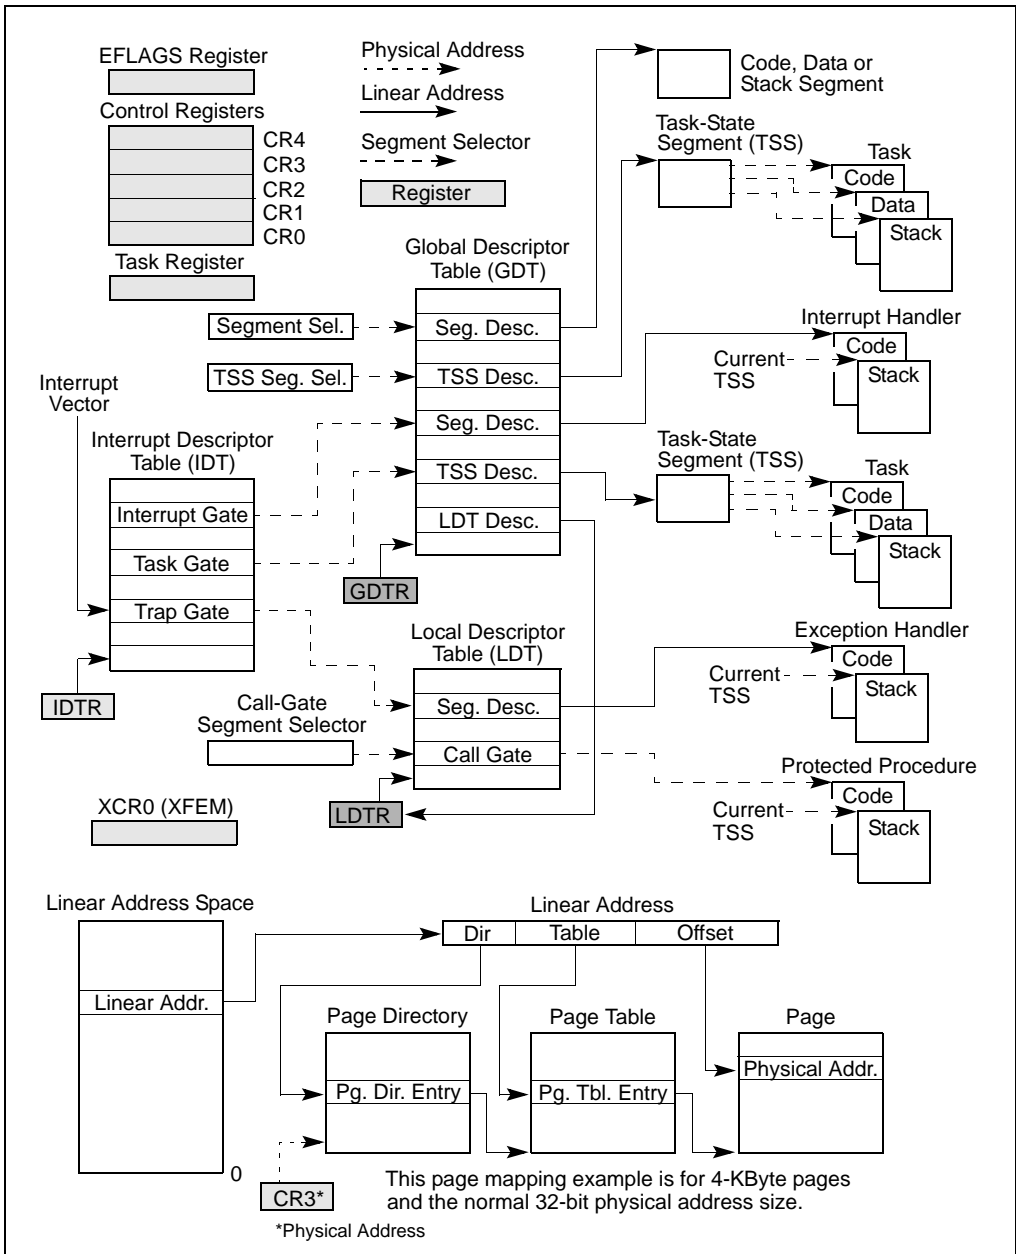 EFLAGS Register
Control Registers
CR4
CR3
CR2
CR1
CR0
Task Register
Physical Address
Linear Address
Segment Selector
Register
Code, Data or
Stack Segment
Task-State
Segment (TSS)
Task
Code
Data
Stack
Global Descriptor
Table (GDT)
Segment Sel.
Seg. Desc.
TSS Seg. Sel.
TSS Desc.
Seg. Desc.
TSS Desc.
LDT Desc.
GDTR
Interrupt Handler
Code
Current
TSS
Stack
Interrupt
Vector
Interrupt Descriptor
Table (IDT)
Interrupt Gate
Task Gate
Trap Gate
IDTR
Task-State
Segment (TSS)
Task
Code
Data
Stack
Local Descriptor
Table (LDT)
Call-Gate
Segment Selector
Seg. Desc.
Call Gate
LDTR
Exception Handler
Code
Current
TSS
Stack
Protected Procedure
Code
Current
TSS
Stack
XCR0 (XFEM)
Linear Address Space
Linear Addr.
0
Linear Address
Dir
Table
Offset
Page Directory
Pg. Dir. Entry
Page Table
Pg. Tbl. Entry
Page
Physical Addr.
CR3*
*Physical Address
This page mapping example is for 4-KByte pages
and the normal 32-bit physical address size.